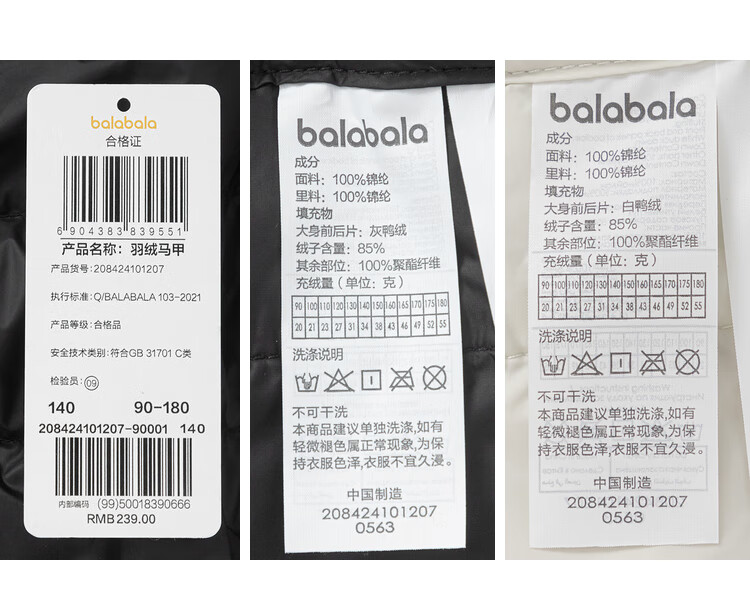 balabala
合格证
6 904383 839551
产品名称：羽绒马甲
产品货号：208424101207
执行标准：Q/BALABALA 103-2021
产品等级：合格品
安全技术类别：符合GB 31701 C类
检验员：09
140 90-180
208424101207-90001 140
内部编码 (99)50018390666
RMB239.00
balabala
成分
面料：100%锦纶
里料：100%锦纶
填充物
大身前后片：灰鸭绒
绒子含量：85%
其余部位：100%聚酯纤维
充绒量（单位：克）
90 100 110 120 130 140 150 160 165 170 175 180
20 21 23 27 31 34 38 43 46 49 52 55
洗涤说明
不可干洗
本商品建议单独洗涤,如有
轻微褪色属正常现象,为保
持衣服色泽,衣服不宜久浸。
中国制造
208424101207
0563
balabala
成分
面料：100%锦纶
里料：100%锦纶
填充物
大身前后片：白鸭绒
绒子含量：85%
其余部位：100%聚酯纤维
充绒量（单位：克）
90 100 110 120 130 140 150 160 165 170 175 180
20 21 23 27 31 34 38 43 46 49 52 55
洗涤说明
不可干洗
本商品建议单独洗涤,如有
轻微褪色属正常现象,为保
持衣服色泽,衣服不宜久浸。
中国制造
208424101207
0563